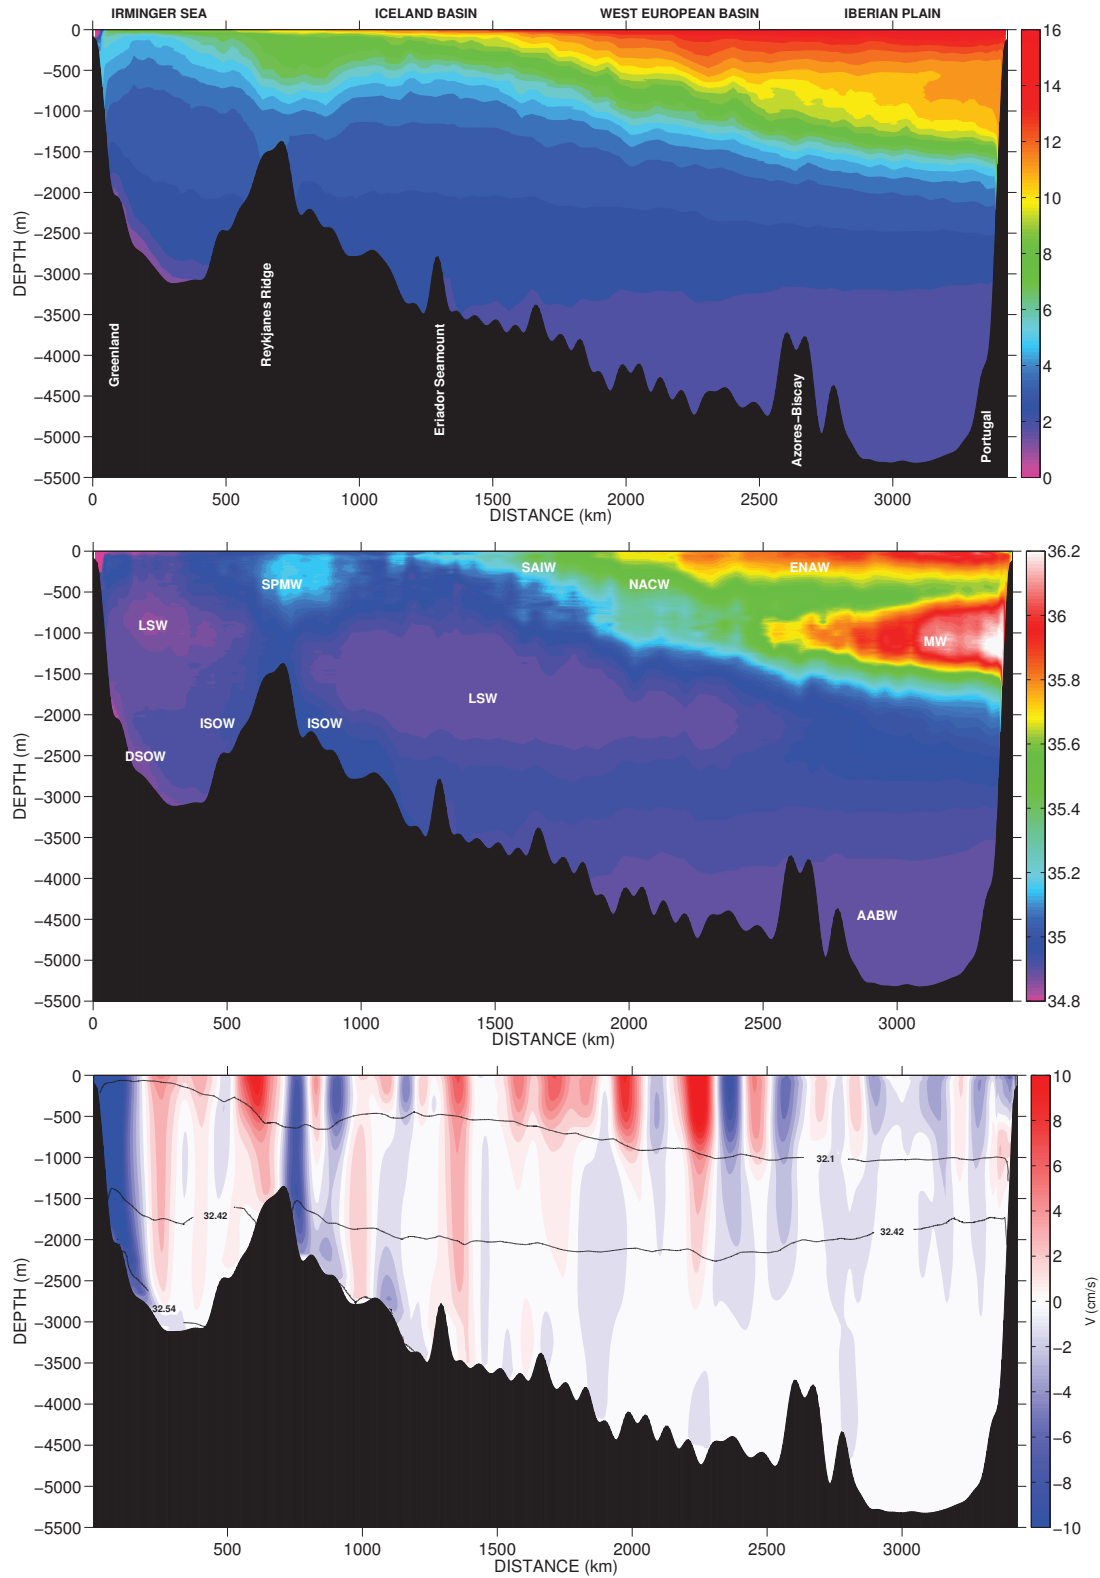 IRMINGER SEA ICELAND BASIN WEST EUROPEAN BASIN IBERIAN PLAIN
0
−500
−1000
−1500
−2000
−2500
−3000
−3500
−4000
−4500
−5000
−5500
DEPTH (m)
Greenland
Reykjanes Ridge
Eriador Seamount
Azores−Biscay
Portugal
0 500 1000 1500 2000 2500 3000
DISTANCE (km)
16
14
12
10
8
6
4
2
0
0
−500
−1000
−1500
−2000
−2500
−3000
−3500
−4000
−4500
−5000
−5500
DEPTH (m)
SAIW ENAW
SPMW NACW
LSW MW
LSW
ISOW ISOW
DSOW
AABW
0 500 1000 1500 2000 2500 3000
DISTANCE (km)
36.2
36
35.8
35.6
35.4
35.2
35
34.8
0
−500
−1000
−1500
−2000
−2500
−3000
−3500
−4000
−4500
−5000
−5500
DEPTH (m)
32.1
32.42 32.42
32.54
0 500 1000 1500 2000 2500 3000
DISTANCE (km)
10
8
6
4
2
0
−2
−4
−6
−8
−10
V (cm/s)